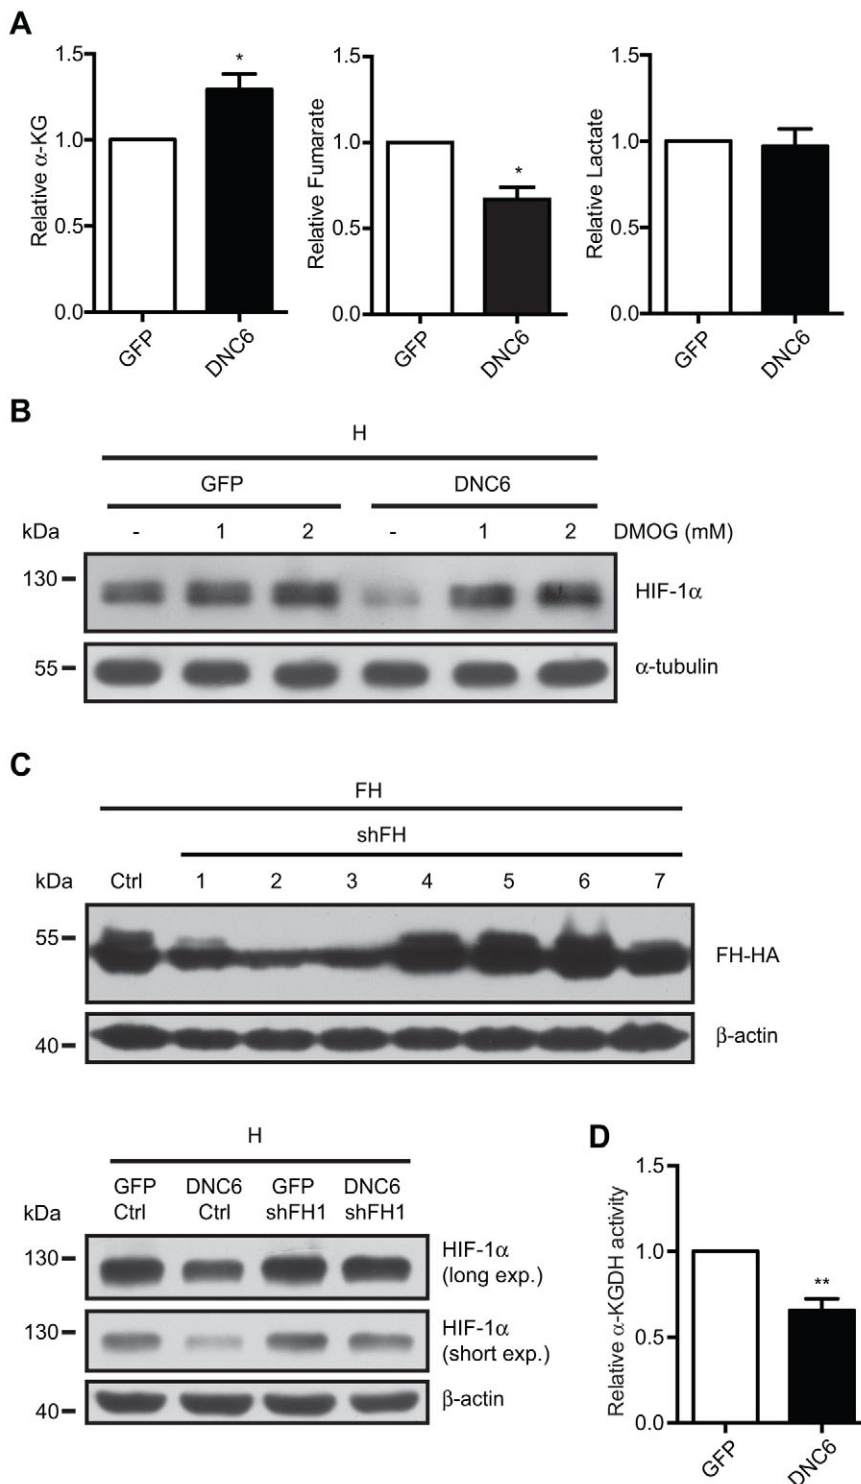 A
1.5
1.0
0.5
0.0
Relative α-KG
*
GFP
DNC6
1.5
1.0
0.5
0.0
Relative Fumarate
*
GFP
DNC6
1.5
1.0
0.5
0.0
Relative Lactate
GFP
DNC6
B
H
GFP DNC6
kDa - 1 2 - 1 2 DMOG (mM)
130 HIF-1α
55 α-tubulin
C
FH
shFH
kDa Ctrl 1 2 3 4 5 6 7
55 FH-HA
40 β-actin
H
GFP DNC6 GFP DNC6
kDa Ctrl Ctrl shFH1 shFH1
130 HIF-1α
(long exp.)
130 HIF-1α
(short exp.)
40 β-actin
D
1.5
1.0
0.5
0.0
Relative α-KGDH activity
**
GFP
DNC6